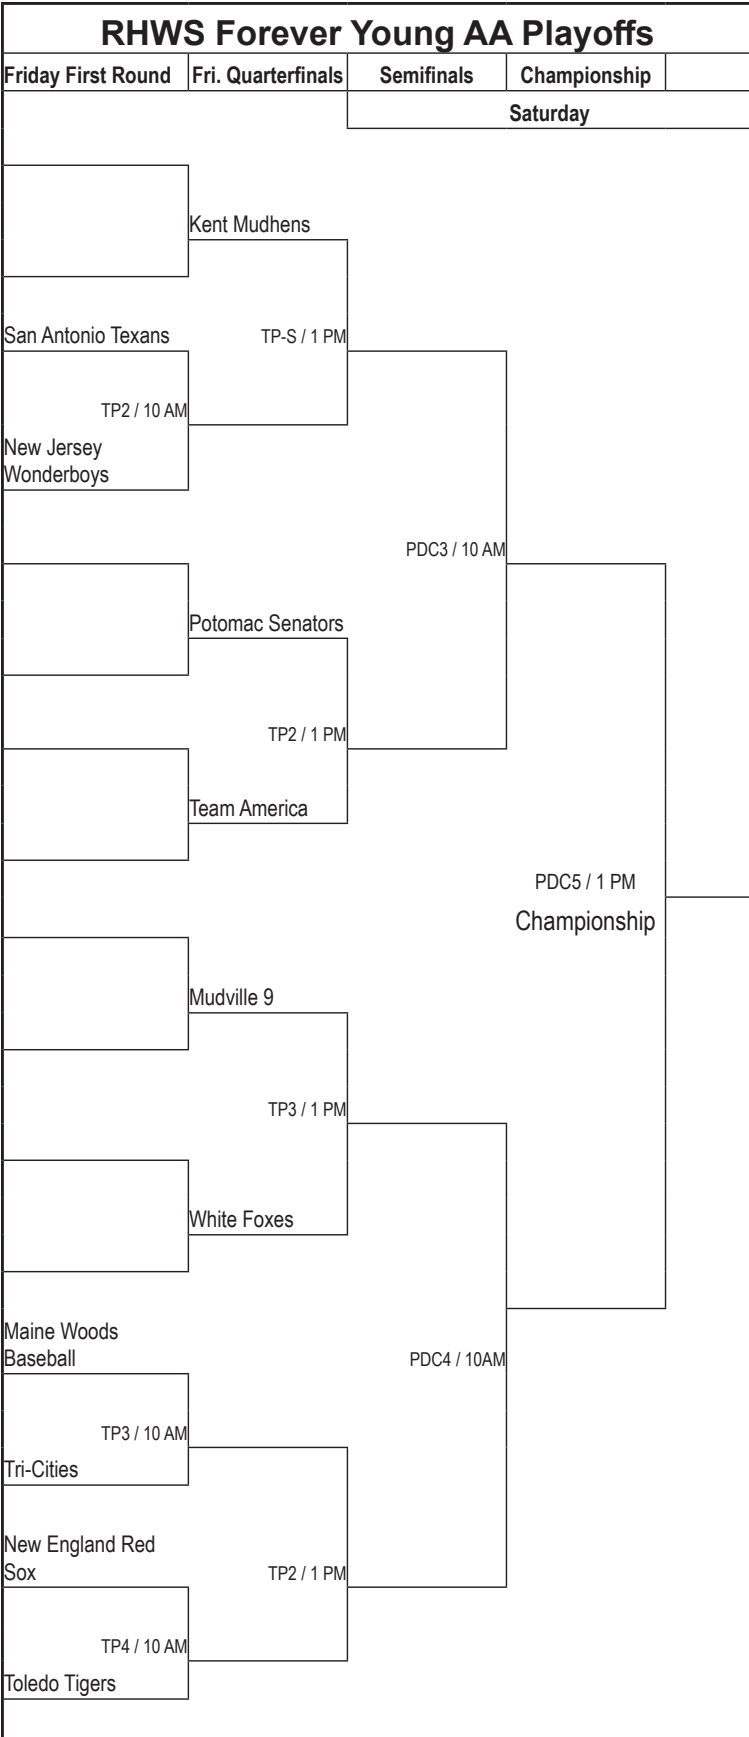 RHWS Forever Young AA Playoffs
Friday First Round Fri. Quarterfinals Semifinals Championship
Saturday
Kent Mudhens
San Antonio Texans TP-S / 1 PM
TP2 / 10 AM
New Jersey
Wonderboys
PDC3 / 10 AM
Potomac Senators
TP2 / 1 PM
Team America
PDC5 / 1 PM
Championship
Mudville 9
TP3 / 1 PM
White Foxes
Maine Woods
Baseball PDC4 / 10AM
TP3 / 10 AM
Tri-Cities
New England Red
Sox TP2 / 1 PM
TP4 / 10 AM
Toledo Tigers